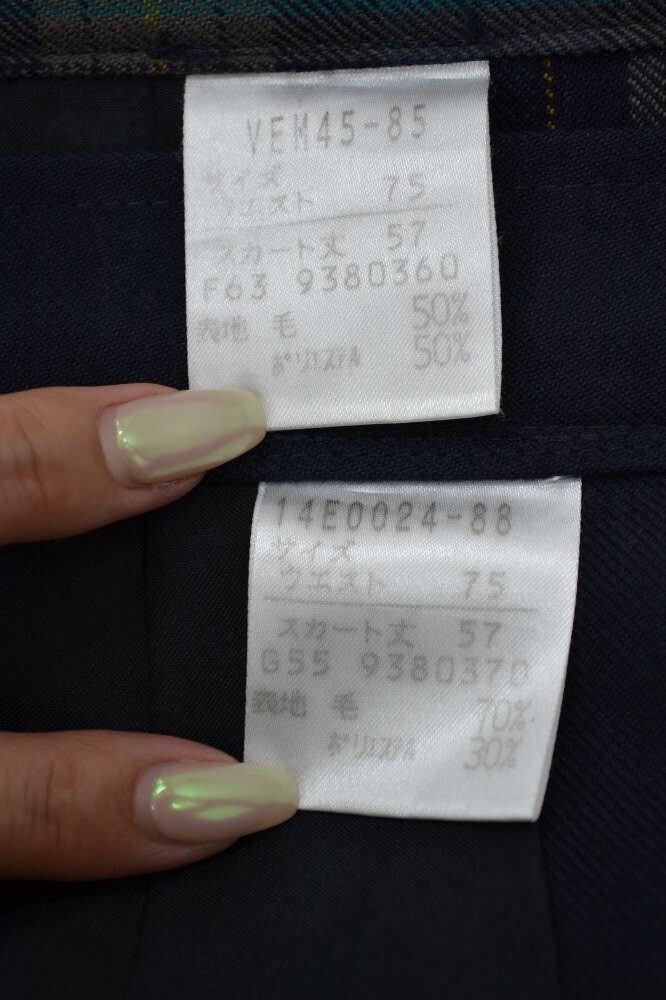 VEM45-85
サイズ
ウエスト 75
スカート丈 57
F63 9380360
表地 毛 50%
ポリエステル 50%
14E0024-88
サイズ
ウエスト 75
スカート丈 57
G55 9380370
表地 毛 70%
ポリエステル 30%